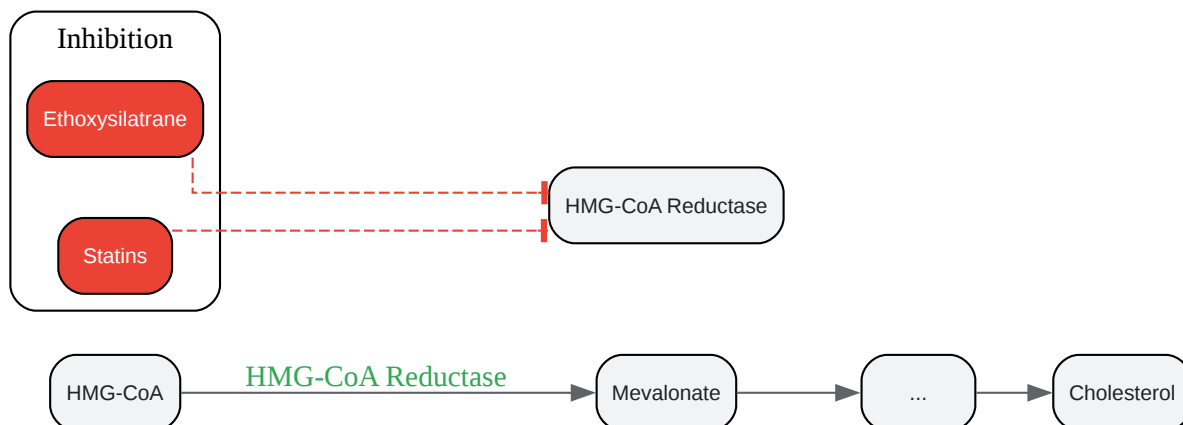 Inhibition
Ethoxysilatrane
HMG-CoA Reductase
Statins
HMG-CoA
HMG-CoA Reductase
Mevalonate
...
Cholesterol